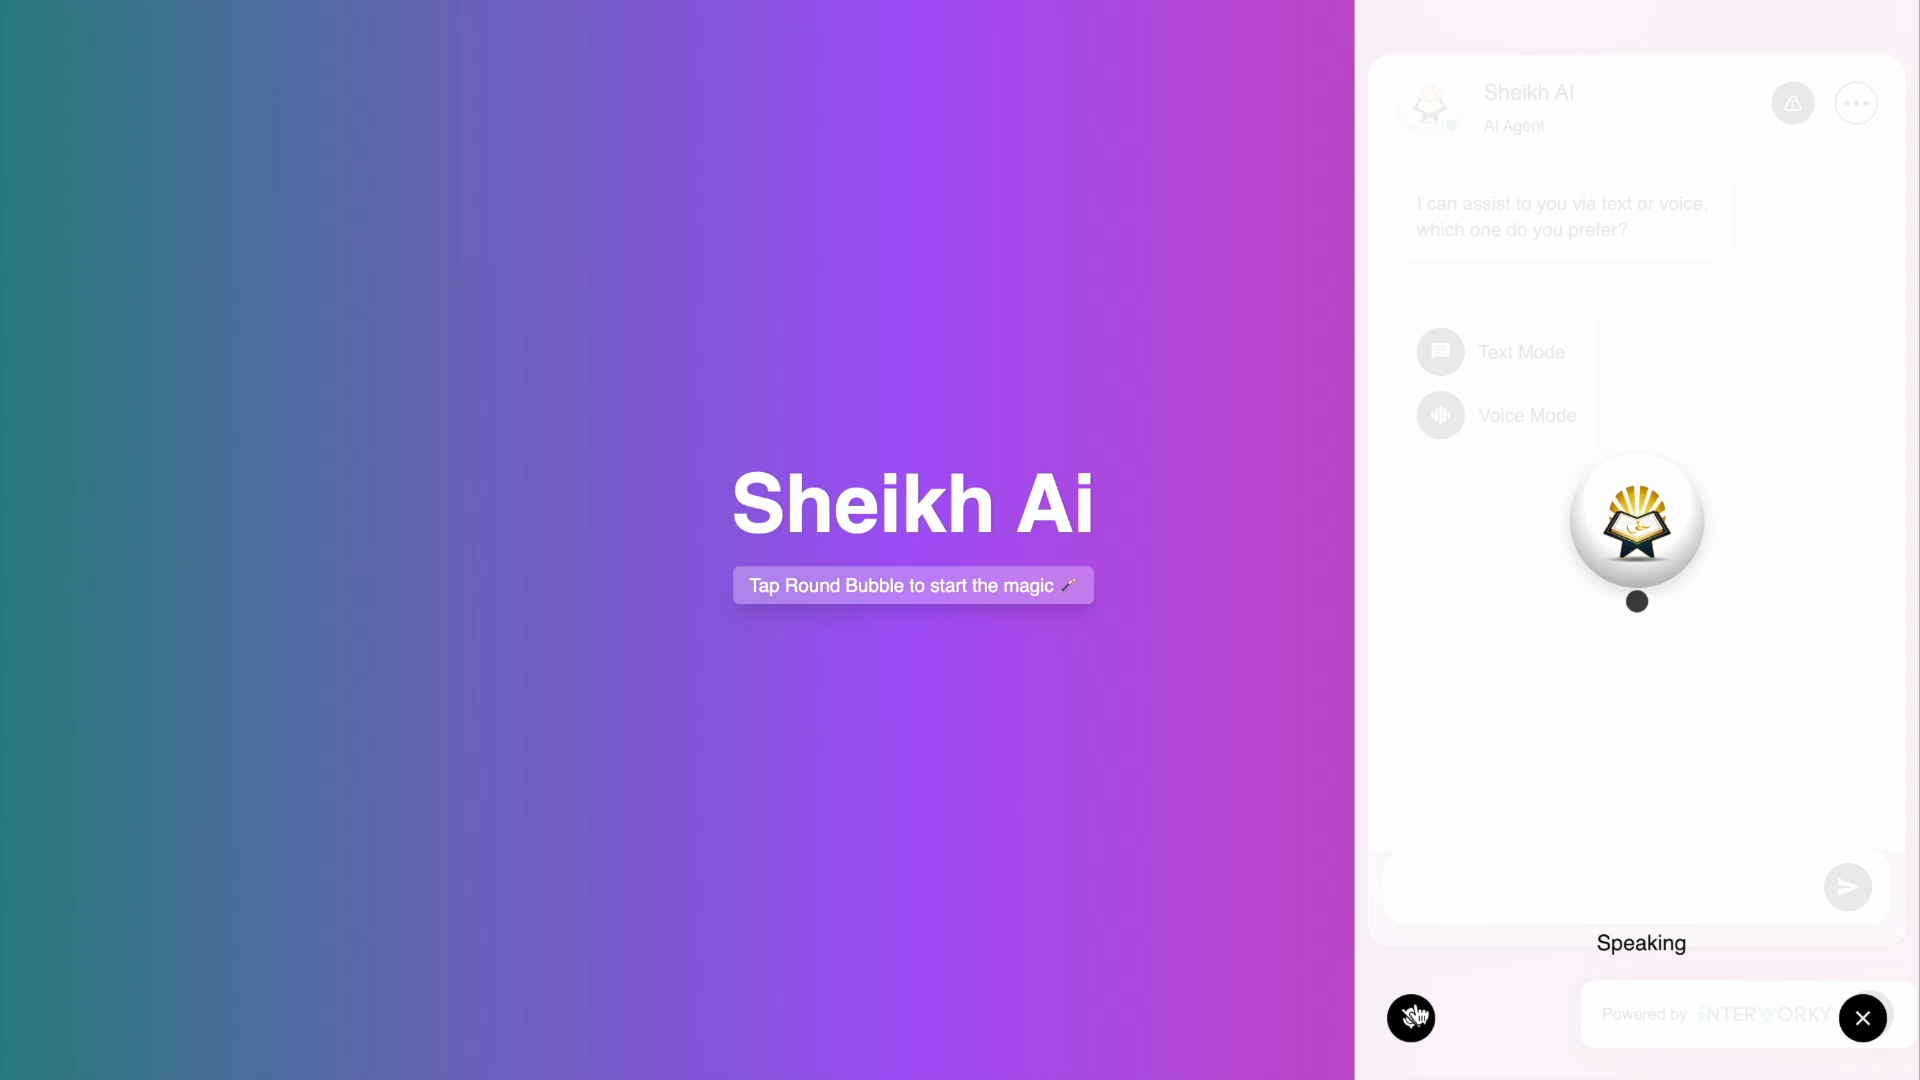 Sheikh Ai
Tap Round Bubble to start the magic
Sheikh AI
AI Agent
I can assist to you via text or voice,
which one do you prefer?
Text Mode
Voice Mode
Speaking
Powered by iNTERWORKY